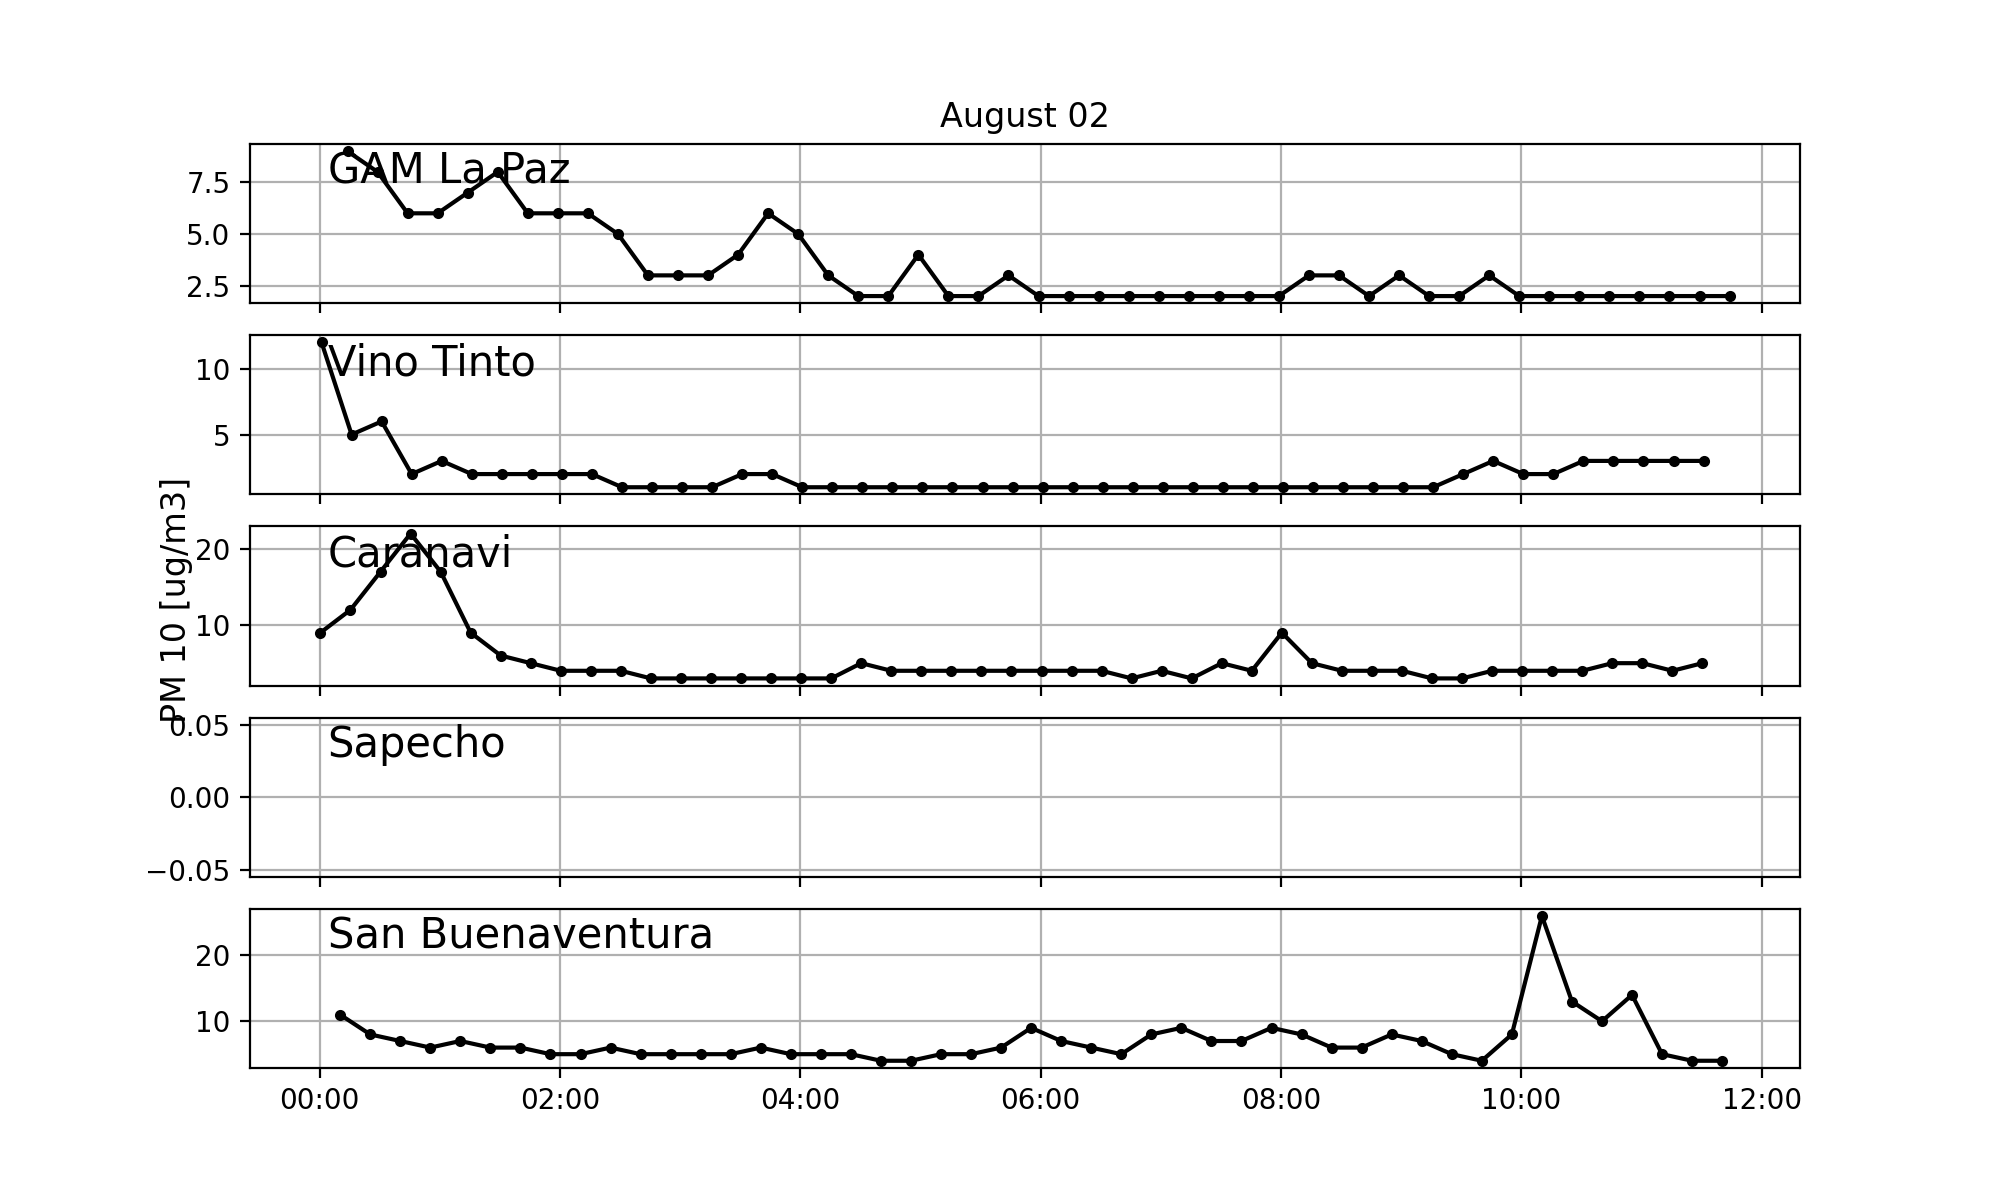 August 02
PM 10 [ug/m3]
GAM La Paz
7.5
5.0
2.5
Vino Tinto
10
5
Caranavi
20
10
Sapecho
0.05
0.00
−0.05
San Buenaventura
20
10
00:00 02:00 04:00 06:00 08:00 10:00 12:00